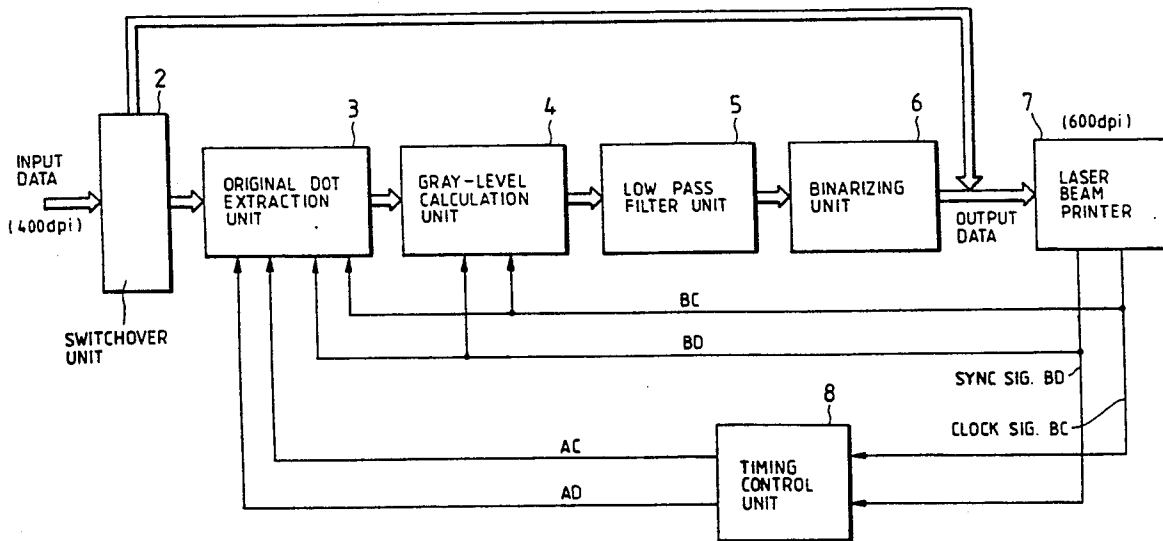 2
3
4
5
6
7
(600dpi)
INPUT
DATA
(400dpi)
ORIGINAL DOT
EXTRACTION
UNIT
GRAY-LEVEL
CALCULATION
UNIT
LOW PASS
FILTER UNIT
BINARIZING
UNIT
OUTPUT
DATA
LASER
BEAM
PRINTER
SWITCHOVER
UNIT
BC
BD
SYNC SIG. BD
CLOCK SIG. BC
8
AC
AD
TIMING
CONTROL
UNIT